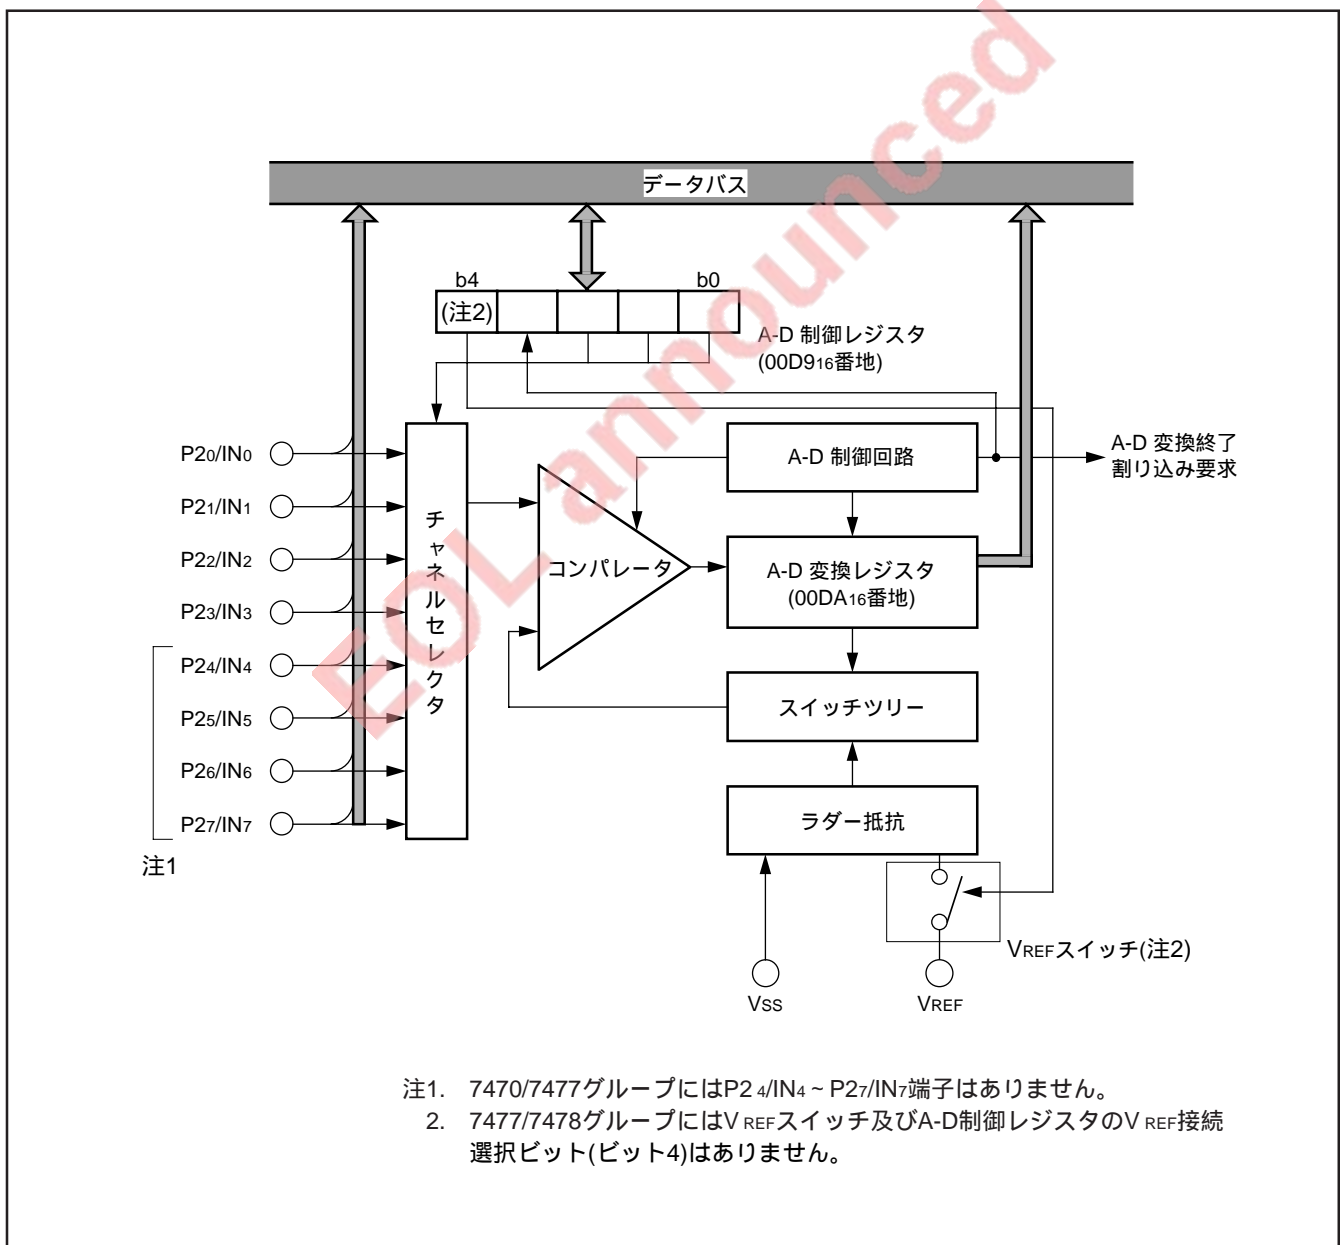 EOL announced
データバス
b4
b0
(注2)
A-D 制御レジスタ
(00D916番地)
P20/IN0
P21/IN1
P22/IN2
P23/IN3
P24/IN4
P25/IN5
P26/IN6
P27/IN7
注1
チャネルセレクタ
コンパレータ
A-D 制御回路
A-D 変換終了
割り込み要求
A-D 変換レジスタ
(00DA16番地)
スイッチツリー
ラダー抵抗
VREFスイッチ(注2)
VSS
VREF
注1. 7470/7477グループにはP2 4/IN4 ~ P27/IN7端子はありません。
2. 7477/7478グループにはV REFスイッチ及びA-D制御レジスタのV REF接続
選択ビット(ビット4)はありません。